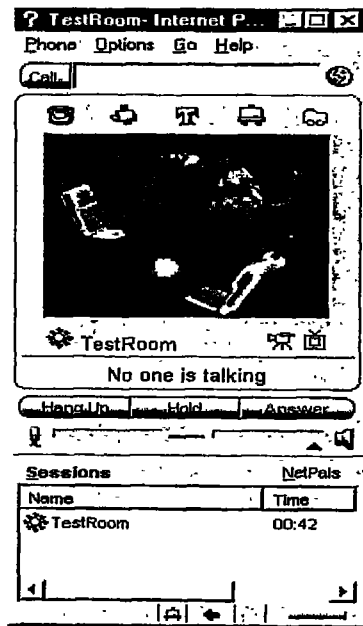 ? TestRoom- Internet P...
Phone Options Go Help
Call
TestRoom
No one is talking
Hang Up Hold Answer
Sessions NetPals
Name Time
TestRoom 00:42